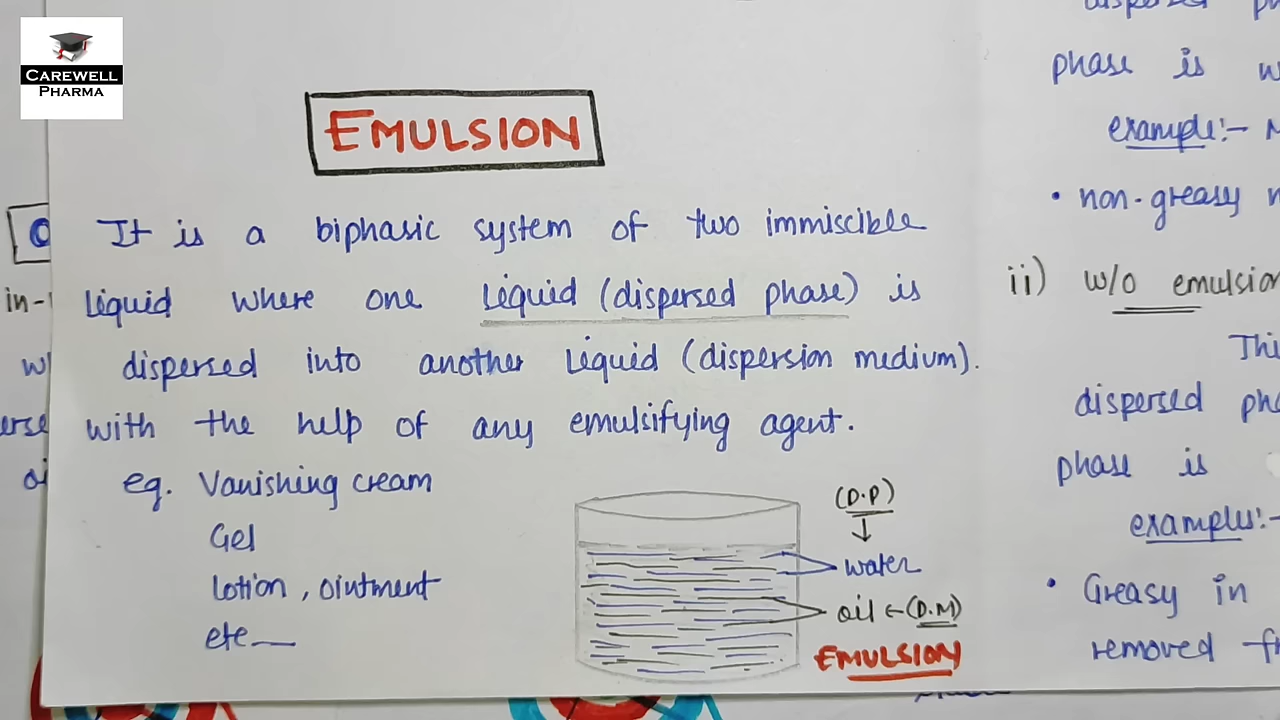 CAREWELL
PHARMA
EMULSION
It is a biphasic system of two immiscible
liquid where one liquid (dispersed phase) is
dispersed into another liquid (dispersion medium).
with the help of any emulsifying agent.
eg. Vanishing cream
Gel
Lotion, ointment
etc
(D.P)
water
oil ← (D.M)
EMULSION
phase is
example:-
• non-greasy
ii) w/o emulsion
dispersed
phase is
example:-
• Greasy in
removed